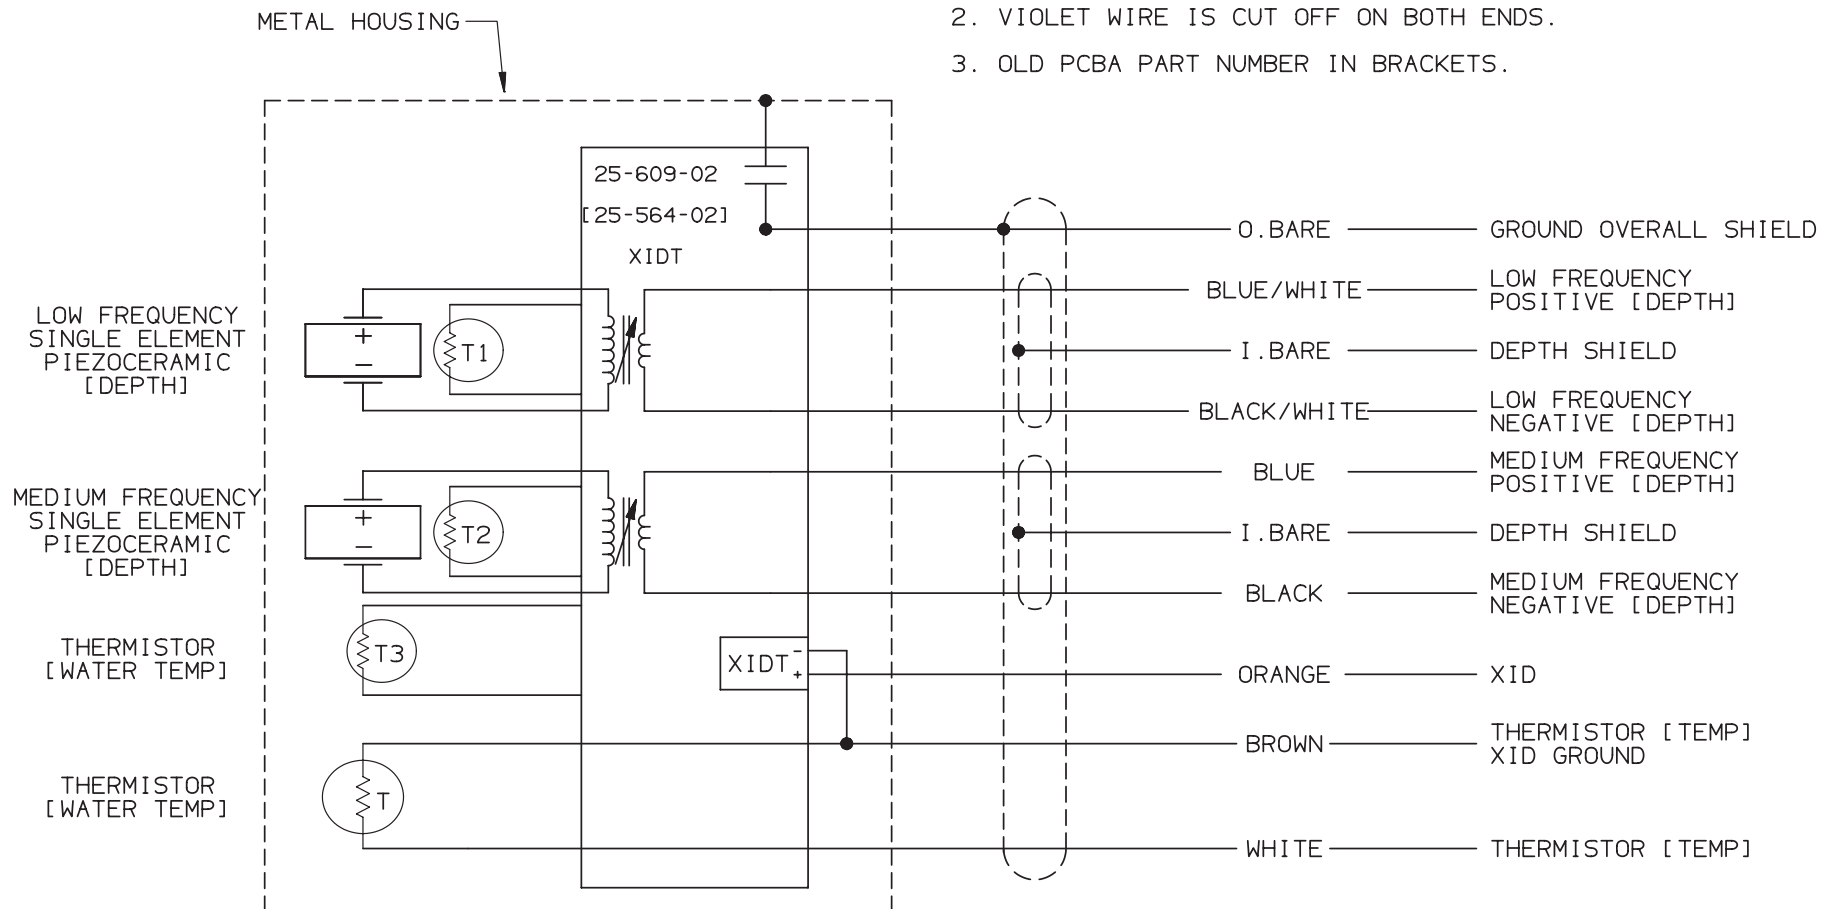 METAL HOUSING
2. VIOLET WIRE IS CUT OFF ON BOTH ENDS.
3. OLD PCBA PART NUMBER IN BRACKETS.
25-609-02
[25-564-02]
XIDT
O.BARE
GROUND OVERALL SHIELD
BLUE/WHITE
LOW FREQUENCY
POSITIVE [DEPTH]
LOW FREQUENCY
SINGLE ELEMENT
PIEZOCERAMIC
[DEPTH]
+
−
T1
I.BARE
DEPTH SHIELD
BLACK/WHITE
LOW FREQUENCY
NEGATIVE [DEPTH]
BLUE
MEDIUM FREQUENCY
POSITIVE [DEPTH]
MEDIUM FREQUENCY
SINGLE ELEMENT
PIEZOCERAMIC
[DEPTH]
+
−
T2
I.BARE
DEPTH SHIELD
BLACK
MEDIUM FREQUENCY
NEGATIVE [DEPTH]
THERMISTOR
[WATER TEMP]
T3
XIDT
-
+
ORANGE
XID
BROWN
THERMISTOR [TEMP]
XID GROUND
THERMISTOR
[WATER TEMP]
T
WHITE
THERMISTOR [TEMP]